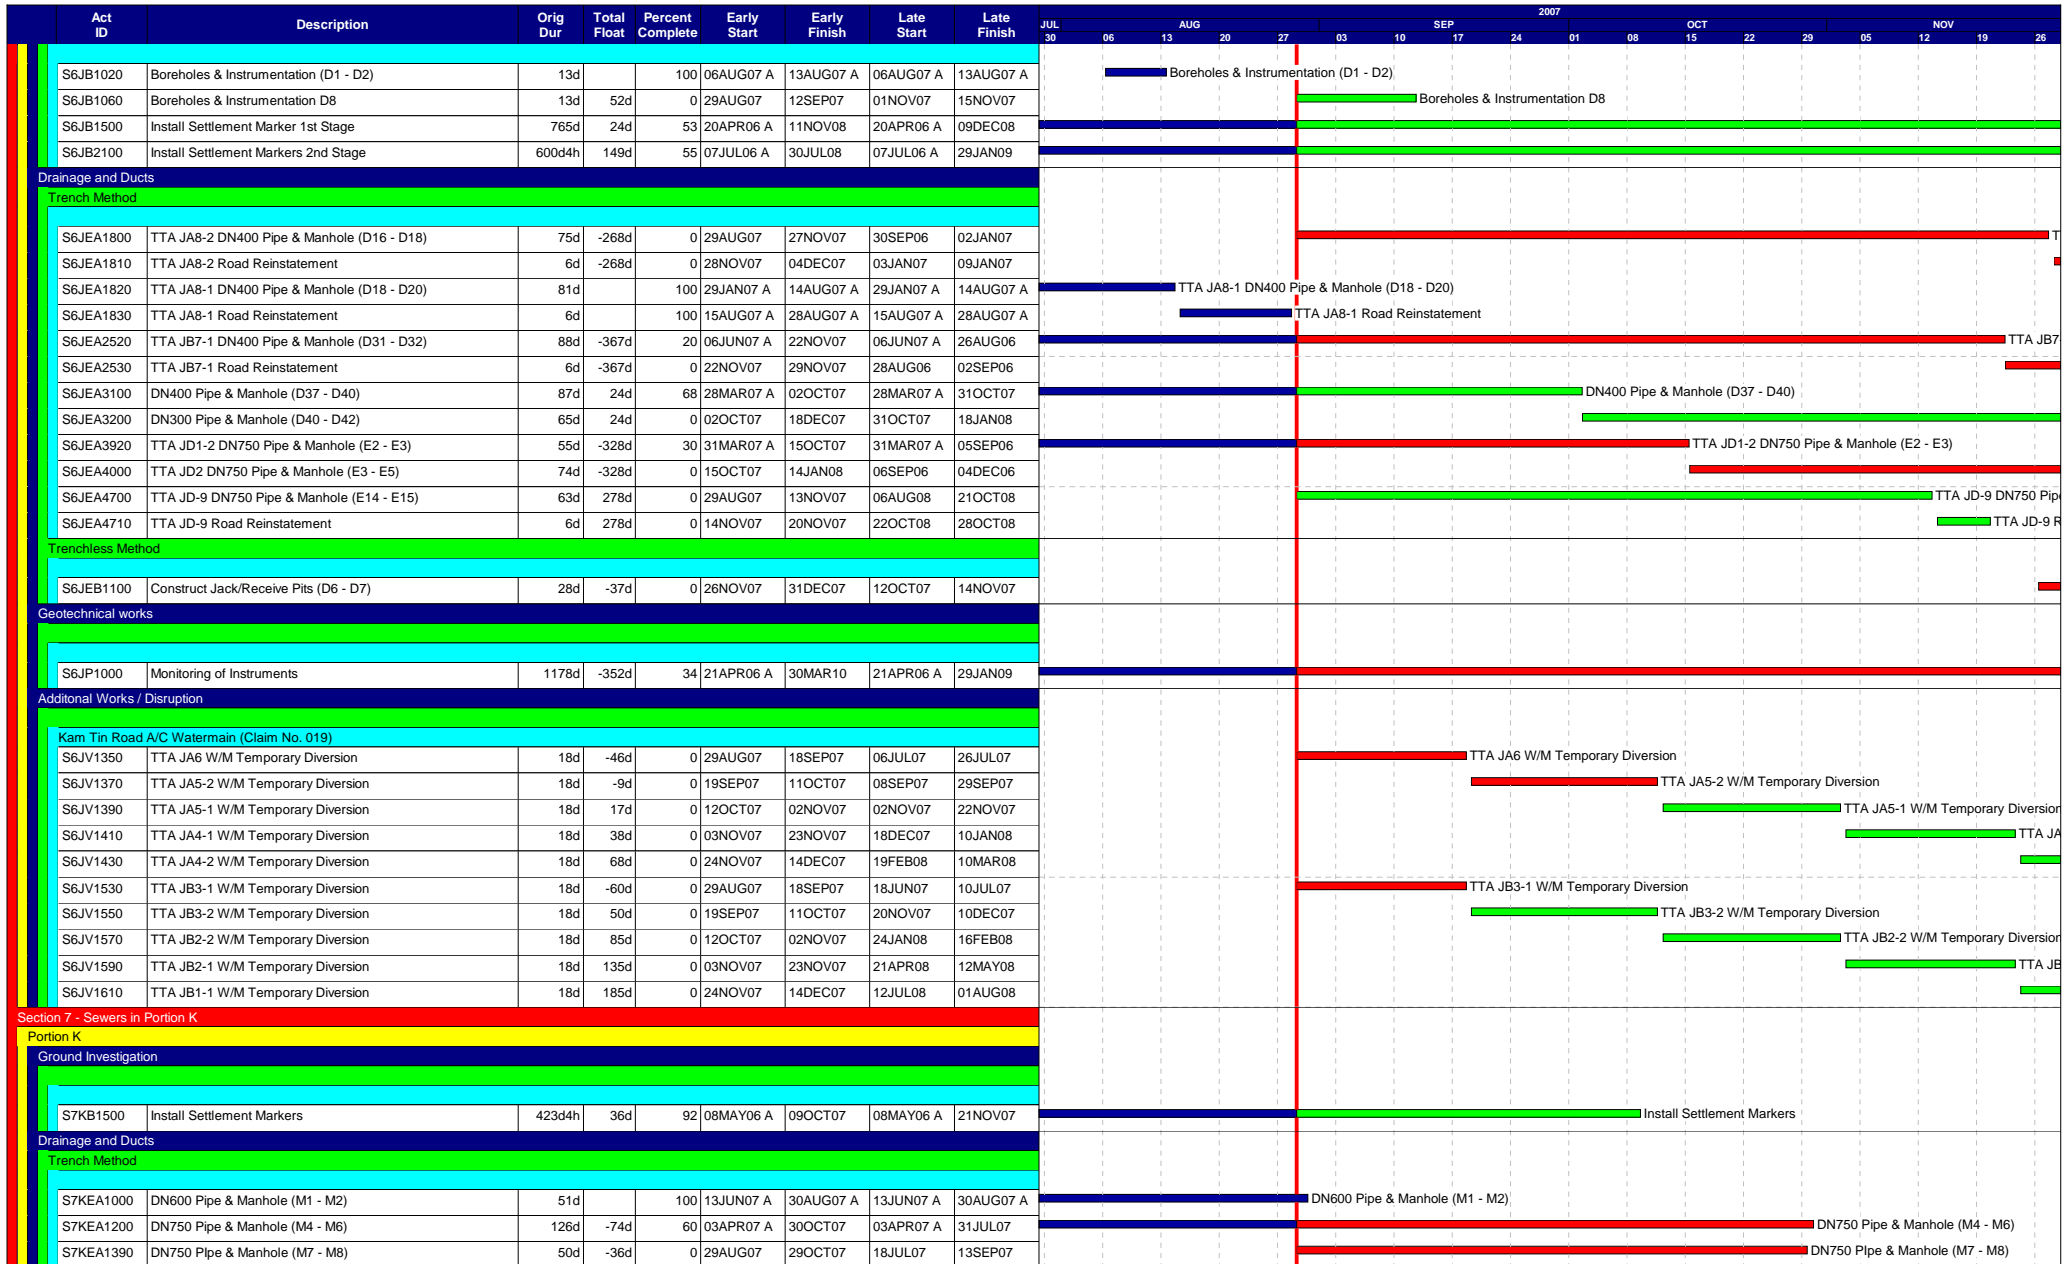 Act ID Description Orig Dur Total Float Percent Complete Early Start Early Finish Late Start Late Finish
2007
JUL AUG SEP OCT NOV
30 06 13 20 27 03 10 17 24 01 08 15 22 29 05 12 19 26
S6JB1020 Boreholes & Instrumentation (D1 - D2) 13d 100 06AUG07 A 13AUG07 A 06AUG07 A 13AUG07 A Boreholes & Instrumentation (D1 - D2)
S6JB1060 Boreholes & Instrumentation D8 13d 52d 0 29AUG07 12SEP07 01NOV07 15NOV07 Boreholes & Instrumentation D8
S6JB1500 Install Settlement Marker 1st Stage 765d 24d 53 20APR06 A 11NOV08 20APR06 A 09DEC08
S6JB2100 Install Settlement Markers 2nd Stage 600d4h 149d 55 07JUL06 A 30JUL08 07JUL06 A 29JAN09
Drainage and Ducts
Trench Method
S6JEA1800 TTA JA8-2 DN400 Pipe & Manhole (D16 - D18) 75d -268d 0 29AUG07 27NOV07 30SEP06 02JAN07 T
S6JEA1810 TTA JA8-2 Road Reinstatement 6d -268d 0 28NOV07 04DEC07 03JAN07 09JAN07
S6JEA1820 TTA JA8-1 DN400 Pipe & Manhole (D18 - D20) 81d 100 29JAN07 A 14AUG07 A 29JAN07 A 14AUG07 A TTA JA8-1 DN400 Pipe & Manhole (D18 - D20)
S6JEA1830 TTA JA8-1 Road Reinstatement 6d 100 15AUG07 A 28AUG07 A 15AUG07 A 28AUG07 A TTA JA8-1 Road Reinstatement
S6JEA2520 TTA JB7-1 DN400 Pipe & Manhole (D31 - D32) 88d -367d 20 06JUN07 A 22NOV07 06JUN07 A 26AUG06 TTA JB7-
S6JEA2530 TTA JB7-1 Road Reinstatement 6d -367d 0 22NOV07 29NOV07 28AUG06 02SEP06
S6JEA3100 DN400 Pipe & Manhole (D37 - D40) 87d 24d 68 28MAR07 A 02OCT07 28MAR07 A 31OCT07 DN400 Pipe & Manhole (D37 - D40)
S6JEA3200 DN300 Pipe & Manhole (D40 - D42) 65d 24d 0 02OCT07 18DEC07 31OCT07 18JAN08
S6JEA3920 TTA JD1-2 DN750 Pipe & Manhole (E2 - E3) 55d -328d 30 31MAR07 A 15OCT07 31MAR07 A 05SEP06 TTA JD1-2 DN750 Pipe & Manhole (E2 - E3)
S6JEA4000 TTA JD2 DN750 Pipe & Manhole (E3 - E5) 74d -328d 0 15OCT07 14JAN08 06SEP06 04DEC06
S6JEA4700 TTA JD-9 DN750 Pipe & Manhole (E14 - E15) 63d 278d 0 29AUG07 13NOV07 06AUG08 21OCT08 TTA JD-9 DN750 Pipe
S6JEA4710 TTA JD-9 Road Reinstatement 6d 278d 0 14NOV07 20NOV07 22OCT08 28OCT08 TTA JD-9 R
Trenchless Method
S6JEB1100 Construct Jack/Receive Pits (D6 - D7) 28d -37d 0 26NOV07 31DEC07 12OCT07 14NOV07
Geotechnical works
S6JP1000 Monitoring of Instruments 1178d -352d 34 21APR06 A 30MAR10 21APR06 A 29JAN09
Additonal Works / Disruption
Kam Tin Road A/C Watermain (Claim No. 019)
S6JV1350 TTA JA6 W/M Temporary Diversion 18d -46d 0 29AUG07 18SEP07 06JUL07 26JUL07 TTA JA6 W/M Temporary Diversion
S6JV1370 TTA JA5-2 W/M Temporary Diversion 18d -9d 0 19SEP07 11OCT07 08SEP07 29SEP07 TTA JA5-2 W/M Temporary Diversion
S6JV1390 TTA JA5-1 W/M Temporary Diversion 18d 17d 0 12OCT07 02NOV07 02NOV07 22NOV07 TTA JA5-1 W/M Temporary Diversion
S6JV1410 TTA JA4-1 W/M Temporary Diversion 18d 38d 0 03NOV07 23NOV07 18DEC07 10JAN08 TTA JA
S6JV1430 TTA JA4-2 W/M Temporary Diversion 18d 68d 0 24NOV07 14DEC07 19FEB08 10MAR08
S6JV1530 TTA JB3-1 W/M Temporary Diversion 18d -60d 0 29AUG07 18SEP07 18JUN07 10JUL07 TTA JB3-1 W/M Temporary Diversion
S6JV1550 TTA JB3-2 W/M Temporary Diversion 18d 50d 0 19SEP07 11OCT07 20NOV07 10DEC07 TTA JB3-2 W/M Temporary Diversion
S6JV1570 TTA JB2-2 W/M Temporary Diversion 18d 85d 0 12OCT07 02NOV07 24JAN08 16FEB08 TTA JB2-2 W/M Temporary Diversion
S6JV1590 TTA JB2-1 W/M Temporary Diversion 18d 135d 0 03NOV07 23NOV07 21APR08 12MAY08 TTA JB
S6JV1610 TTA JB1-1 W/M Temporary Diversion 18d 185d 0 24NOV07 14DEC07 12JUL08 01AUG08
Section 7 - Sewers in Portion K
Portion K
Ground Investigation
S7KB1500 Install Settlement Markers 423d4h 36d 92 08MAY06 A 09OCT07 08MAY06 A 21NOV07 Install Settlement Markers
Drainage and Ducts
Trench Method
S7KEA1000 DN600 Pipe & Manhole (M1 - M2) 51d 100 13JUN07 A 30AUG07 A 13JUN07 A 30AUG07 A DN600 Pipe & Manhole (M1 - M2)
S7KEA1200 DN750 Pipe & Manhole (M4 - M6) 126d -74d 60 03APR07 A 30OCT07 03APR07 A 31JUL07 DN750 Pipe & Manhole (M4 - M6)
S7KEA1390 DN750 PIpe & Manhole (M7 - M8) 50d -36d 0 29AUG07 29OCT07 18JUL07 13SEP07 DN750 PIpe & Manhole (M7 - M8)